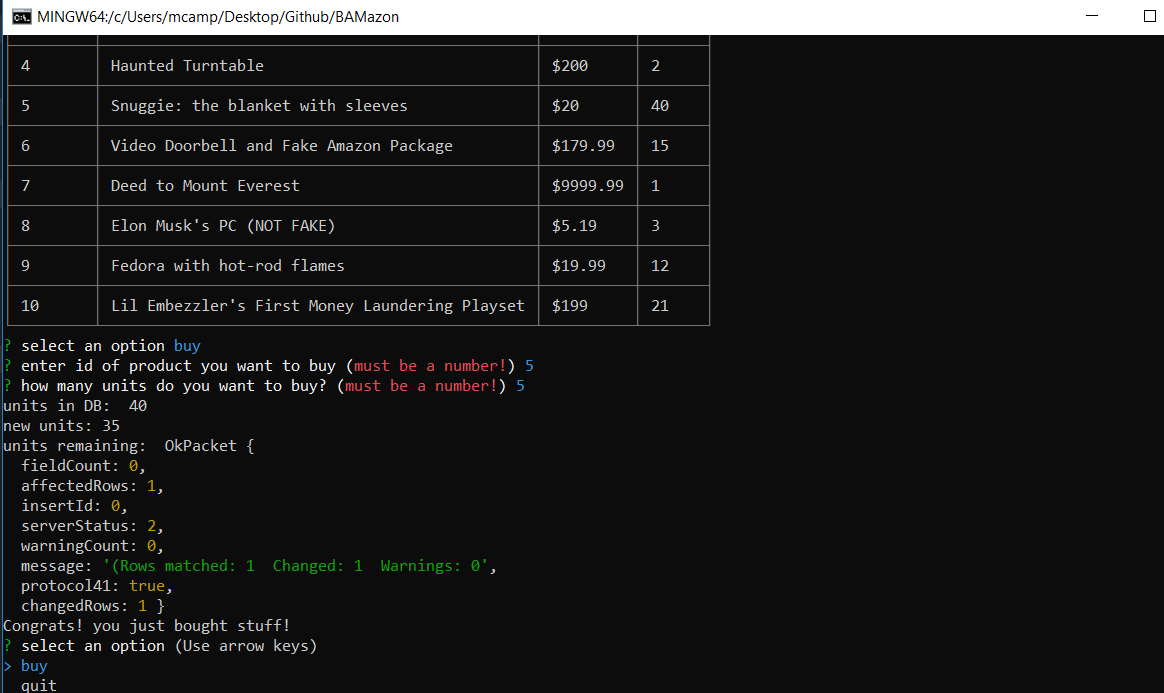 MINGW64:/c/Users/mcamp/Desktop/Github/BAMazon
4 Haunted Turntable $200 2
5 Snuggie: the blanket with sleeves $20 40
6 Video Doorbell and Fake Amazon Package $179.99 15
7 Deed to Mount Everest $9999.99 1
8 Elon Musk's PC (NOT FAKE) $5.19 3
9 Fedora with hot-rod flames $19.99 12
10 Lil Embezzler's First Money Laundering Playset $199 21
? select an option buy
? enter id of product you want to buy (must be a number!) 5
? how many units do you want to buy? (must be a number!) 5
units in DB:  40
new units: 35
units remaining:  OkPacket {
  fieldCount: 0,
  affectedRows: 1,
  insertId: 0,
  serverStatus: 2,
  warningCount: 0,
  message: '(Rows matched: 1  Changed: 1  Warnings: 0',
  protocol41: true,
  changedRows: 1 }
Congrats! you just bought stuff!
? select an option (Use arrow keys)
> buy
  quit